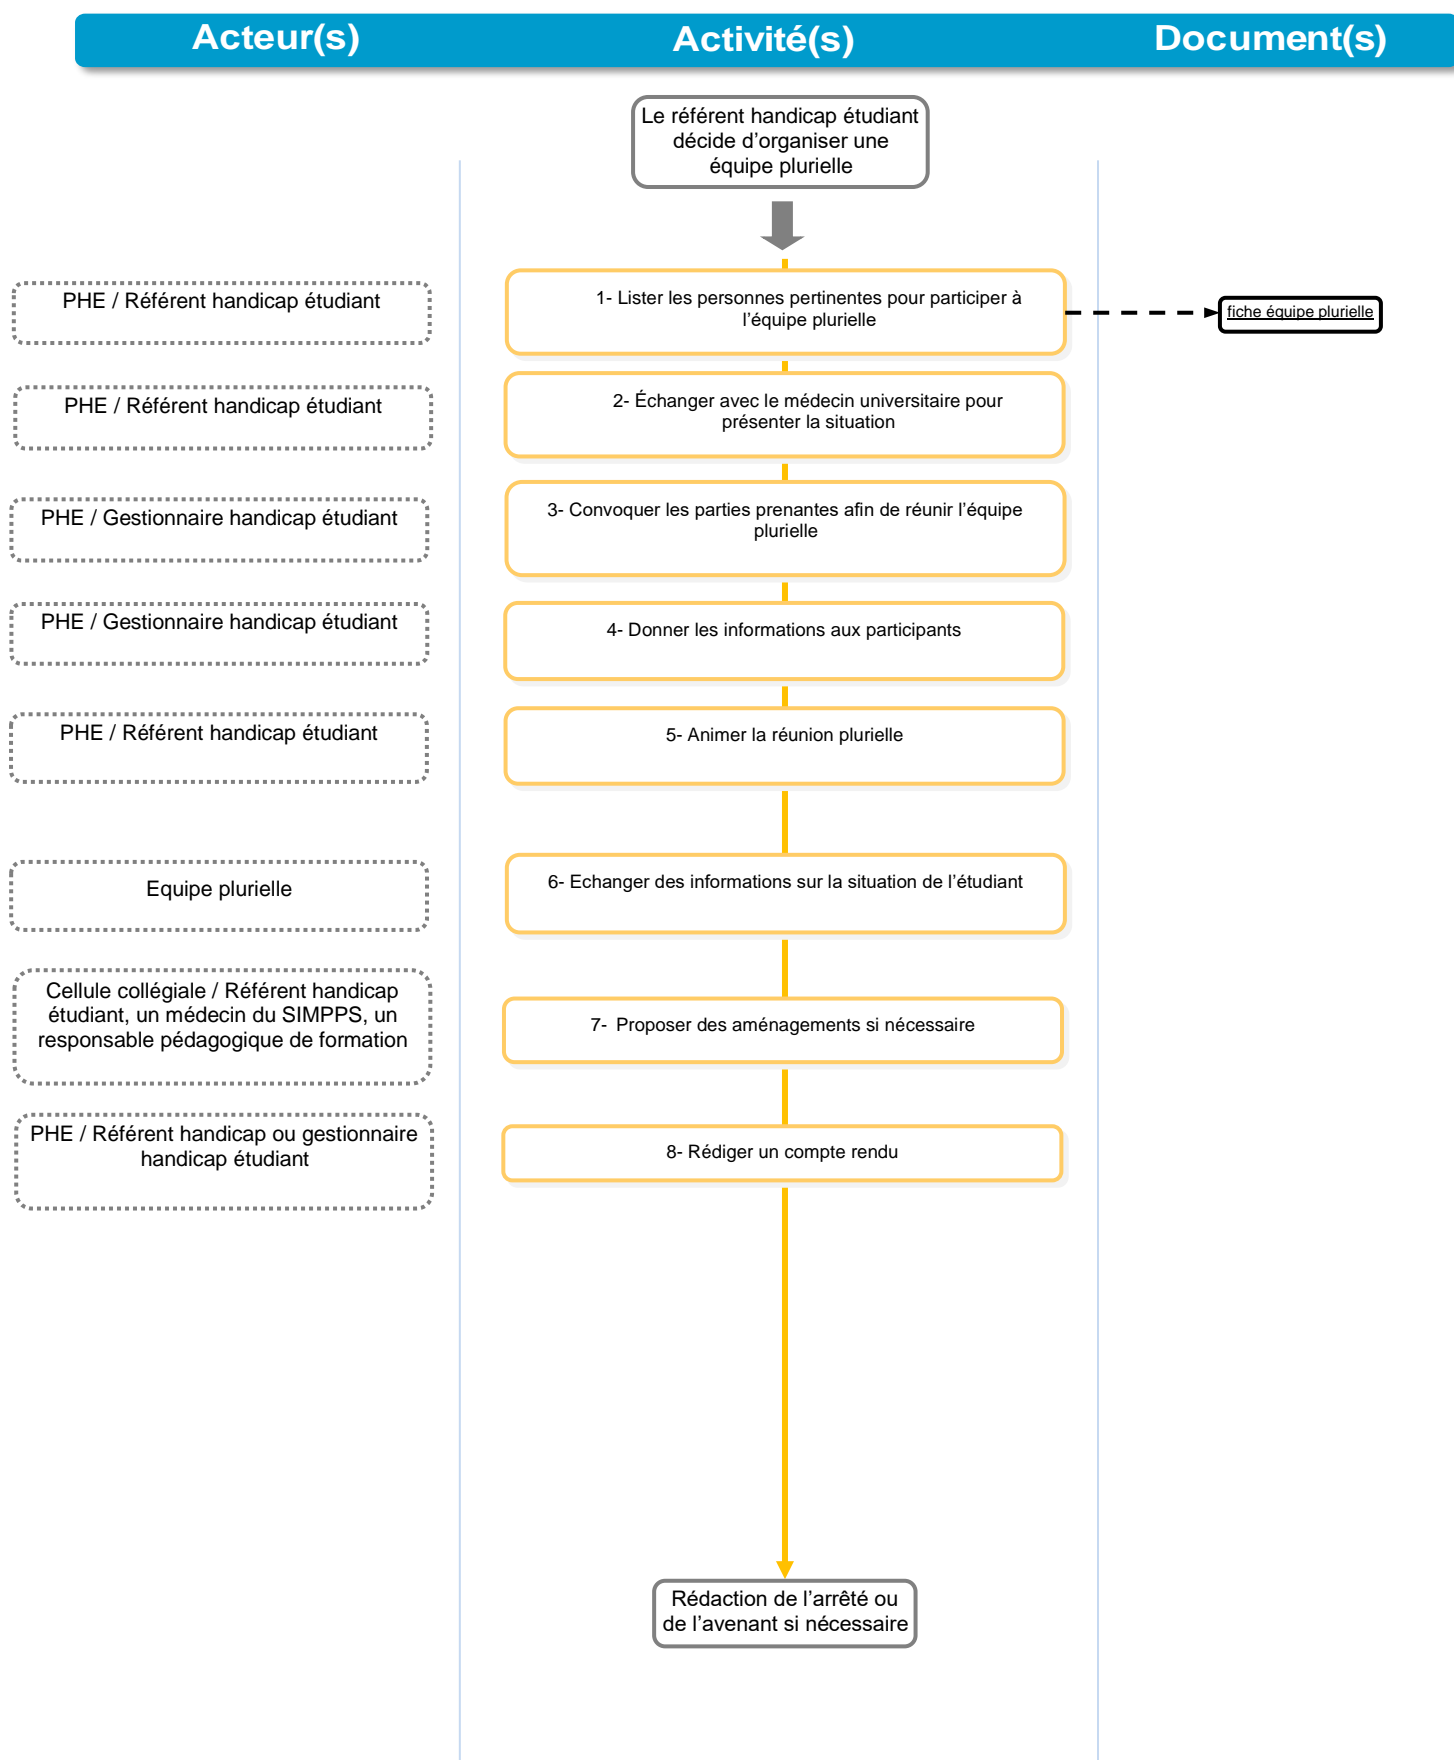 Acteur(s)
Activité(s)
Document(s)
Le référent handicap étudiant
décide d’organiser une
équipe plurielle
PHE / Référent handicap étudiant
1- Lister les personnes pertinentes pour participer à
l’équipe plurielle
fiche équipe plurielle
PHE / Référent handicap étudiant
2- Échanger avec le médecin universitaire pour
présenter la situation
PHE / Gestionnaire handicap étudiant
3- Convoquer les parties prenantes afin de réunir l’équipe
plurielle
PHE / Gestionnaire handicap étudiant
4- Donner les informations aux participants
PHE / Référent handicap étudiant
5- Animer la réunion plurielle
Equipe plurielle
6- Echanger des informations sur la situation de l’étudiant
Cellule collégiale / Référent handicap
étudiant, un médecin du SIMPPS, un
responsable pédagogique de formation
7- Proposer des aménagements si nécessaire
PHE / Référent handicap ou gestionnaire
handicap étudiant
8- Rédiger un compte rendu
Rédaction de l’arrêté ou
de l’avenant si nécessaire